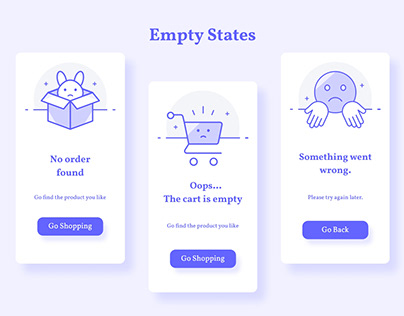 Empty States
No order
found
Go find the product you like
Go Shopping
Oops...
The cart is empty
Go find the product you like
Go Shopping
Something went
wrong.
Please try again later.
Go Back